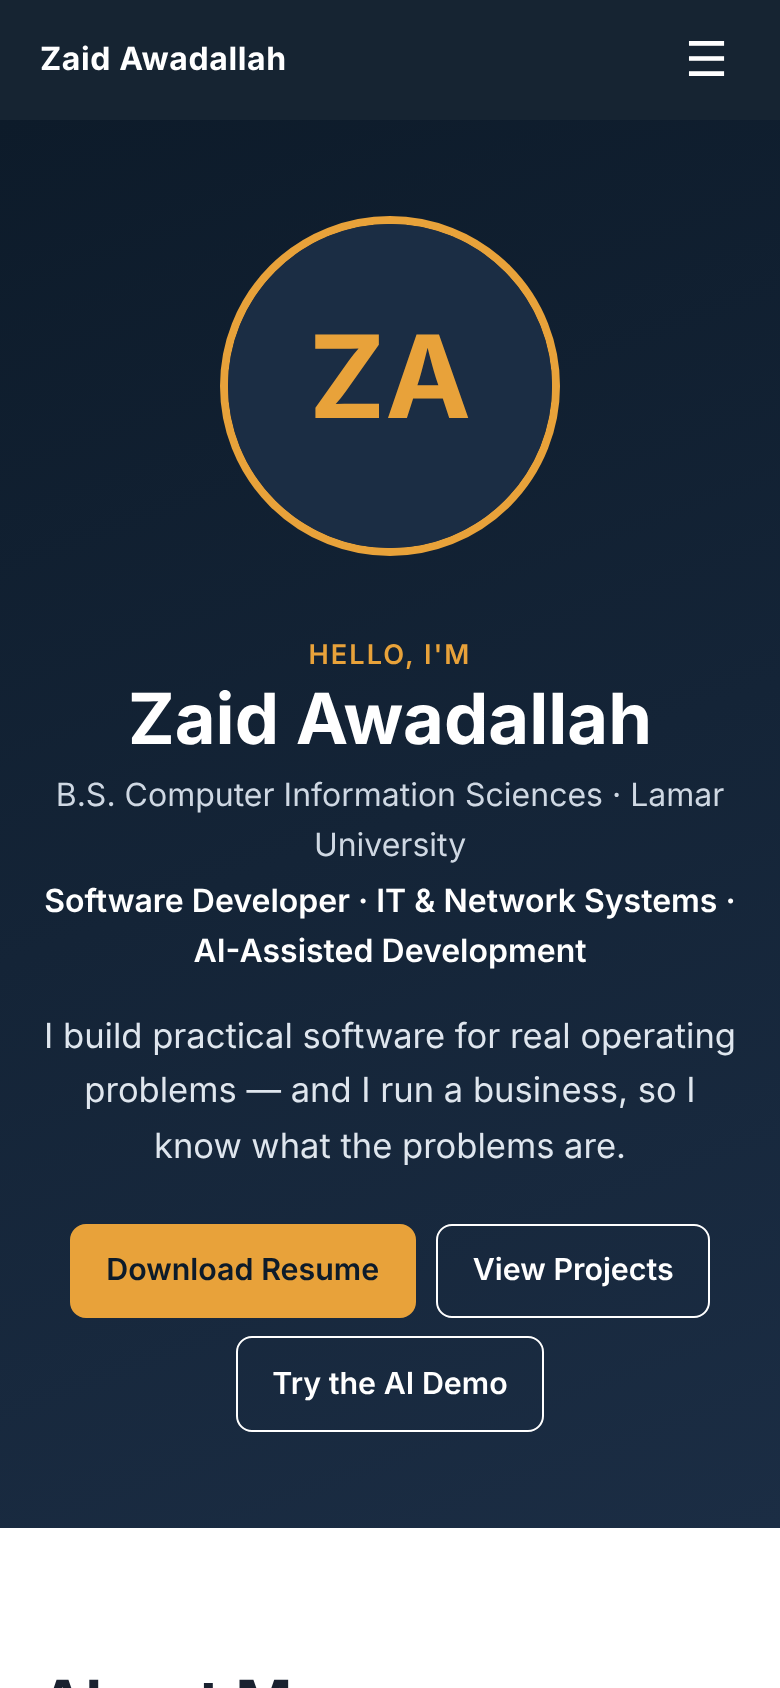 Zaid Awadallah
ZA
HELLO, I'M
Zaid Awadallah
B.S. Computer Information Sciences · Lamar
University
Software Developer · IT & Network Systems ·
AI-Assisted Development
I build practical software for real operating
problems — and I run a business, so I
know what the problems are.
Download Resume
View Projects
Try the AI Demo